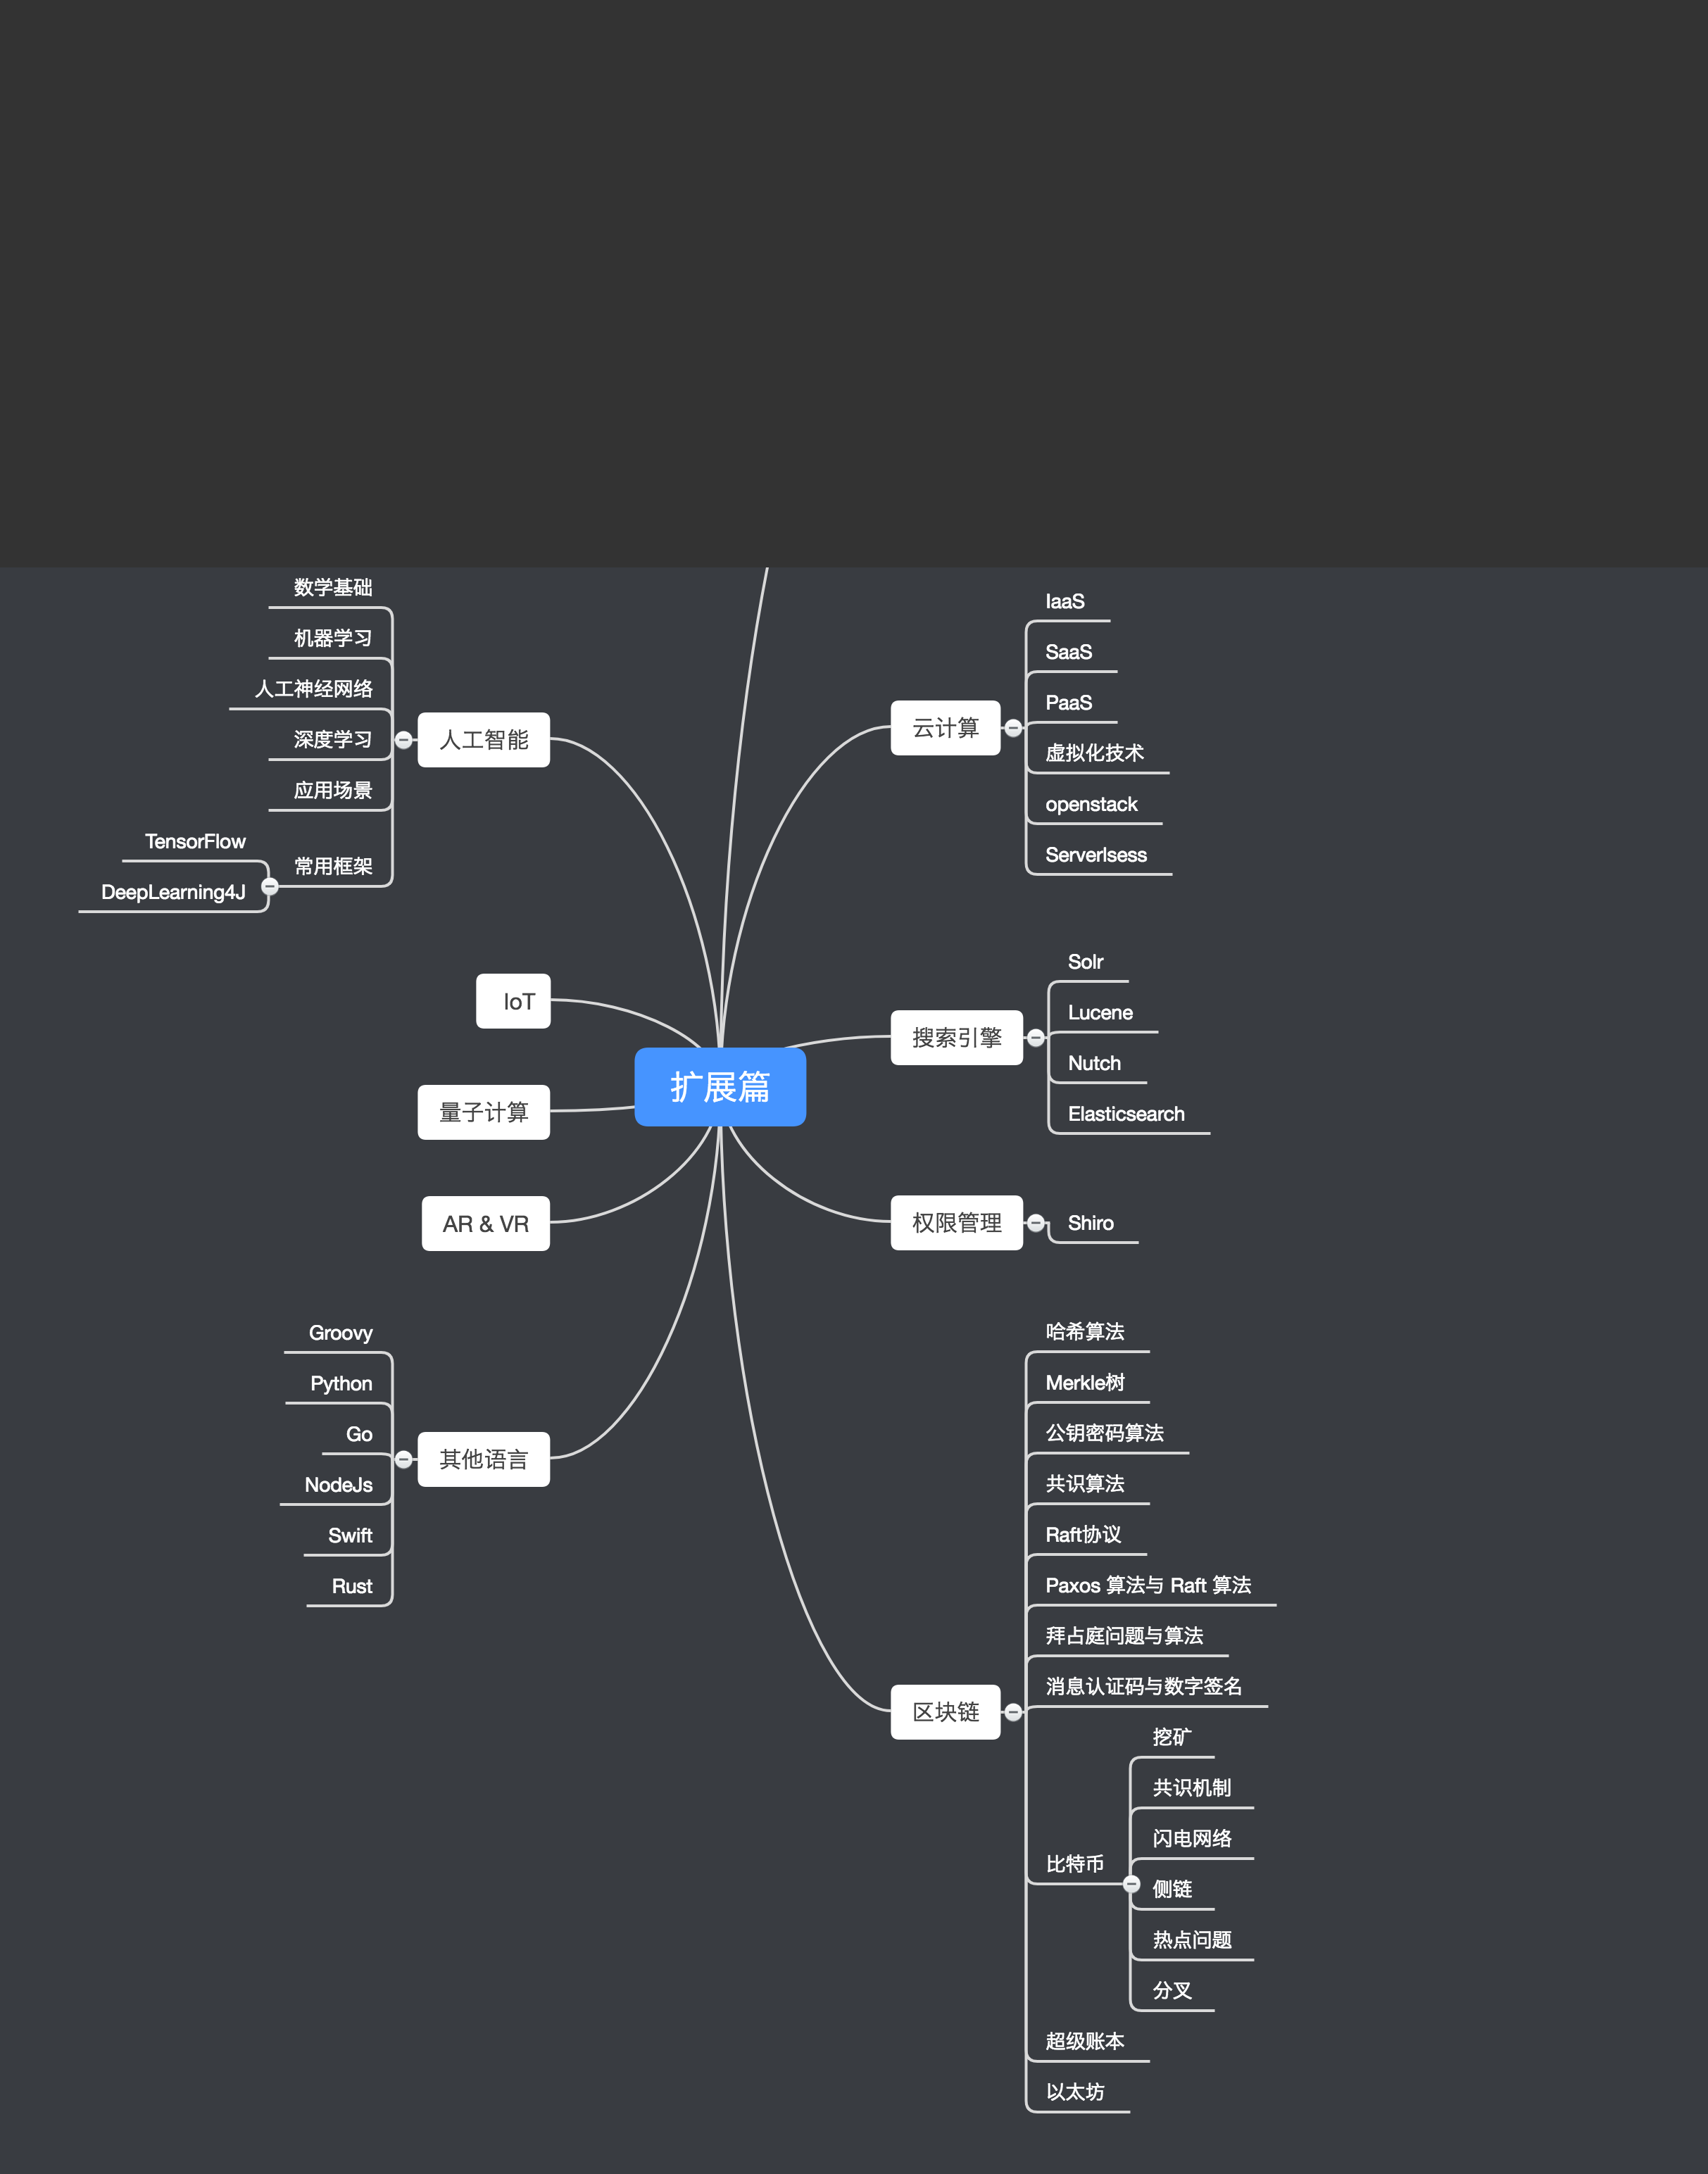 扩展篇
云计算
IaaS
SaaS
PaaS
虚拟化技术
openstack
Serverlsess
搜索引擎
Solr
Lucene
Nutch
Elasticsearch
权限管理
Shiro
区块链
哈希算法
Merkle树
公钥密码算法
共识算法
Raft协议
Paxos 算法与 Raft 算法
拜占庭问题与算法
消息认证码与数字签名
比特币
挖矿
共识机制
闪电网络
侧链
热点问题
分叉
超级账本
以太坊
人工智能
数学基础
机器学习
人工神经网络
深度学习
应用场景
常用框架
TensorFlow
DeepLearning4J
IoT
量子计算
AR & VR
其他语言
Groovy
Python
Go
NodeJs
Swift
Rust